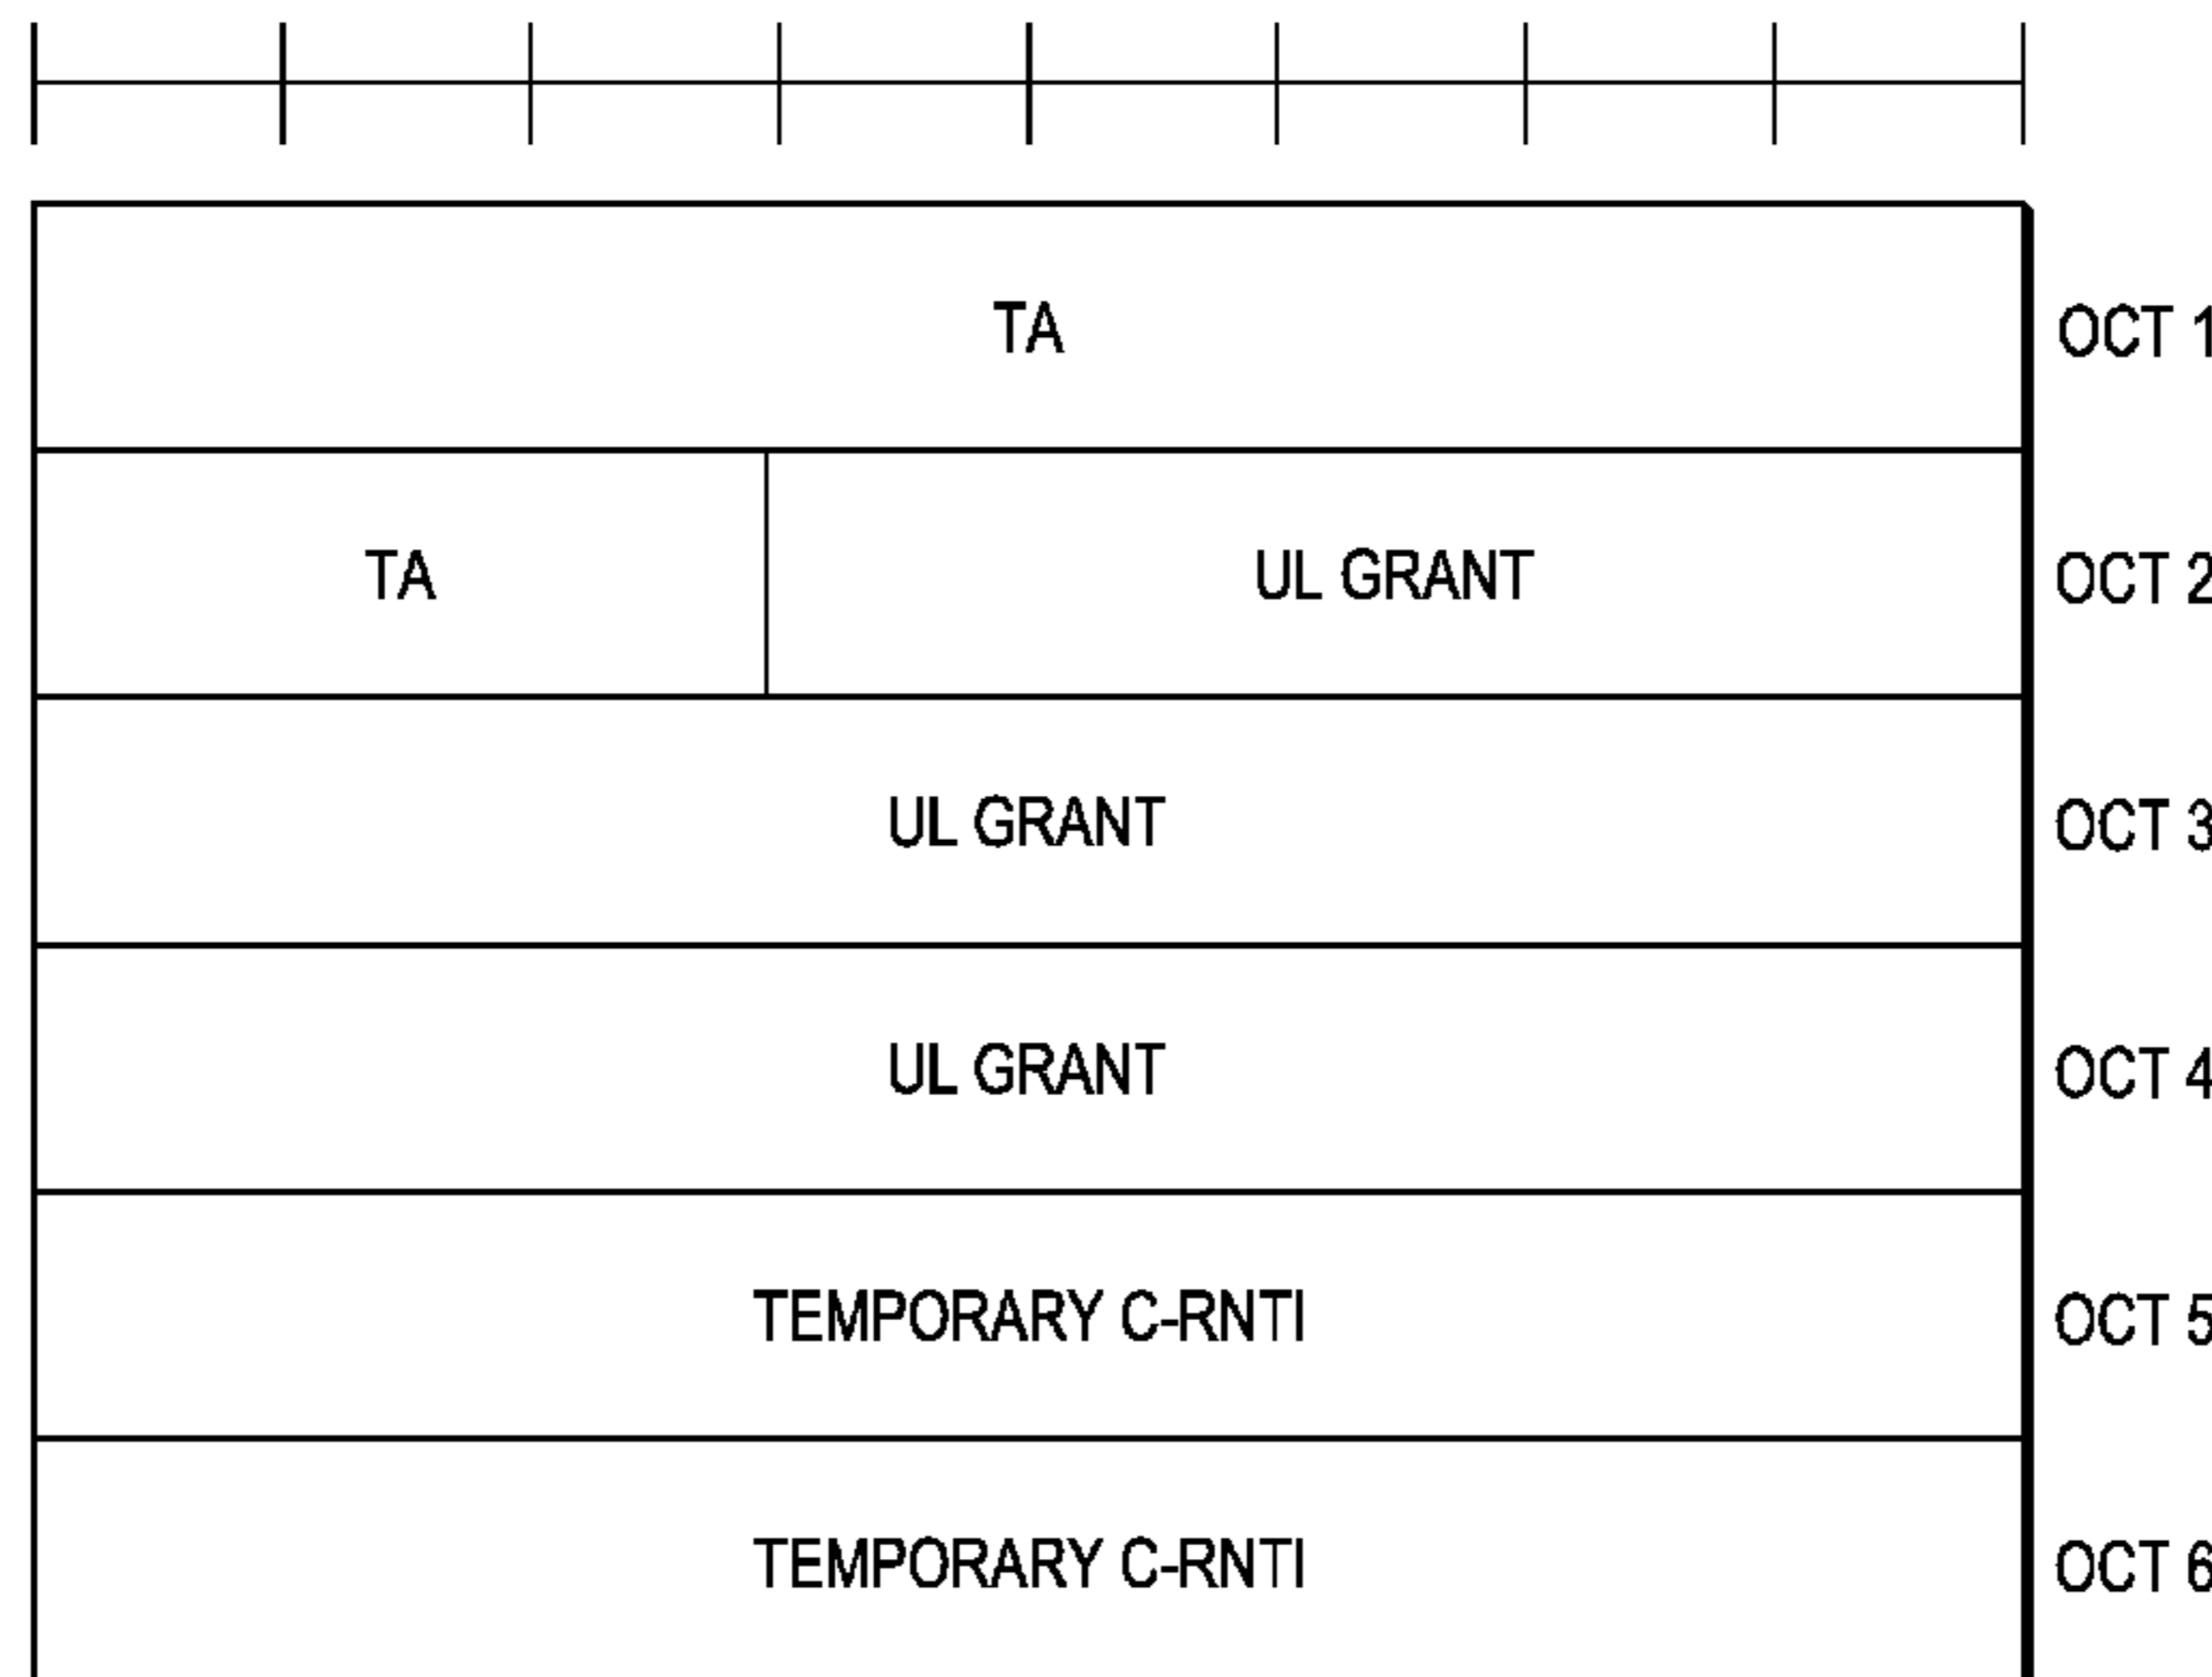 TA OCT 1
TA UL GRANT OCT 2
UL GRANT OCT 3
UL GRANT OCT 4
TEMPORARY C-RNTI OCT 5
TEMPORARY C-RNTI OCT 6